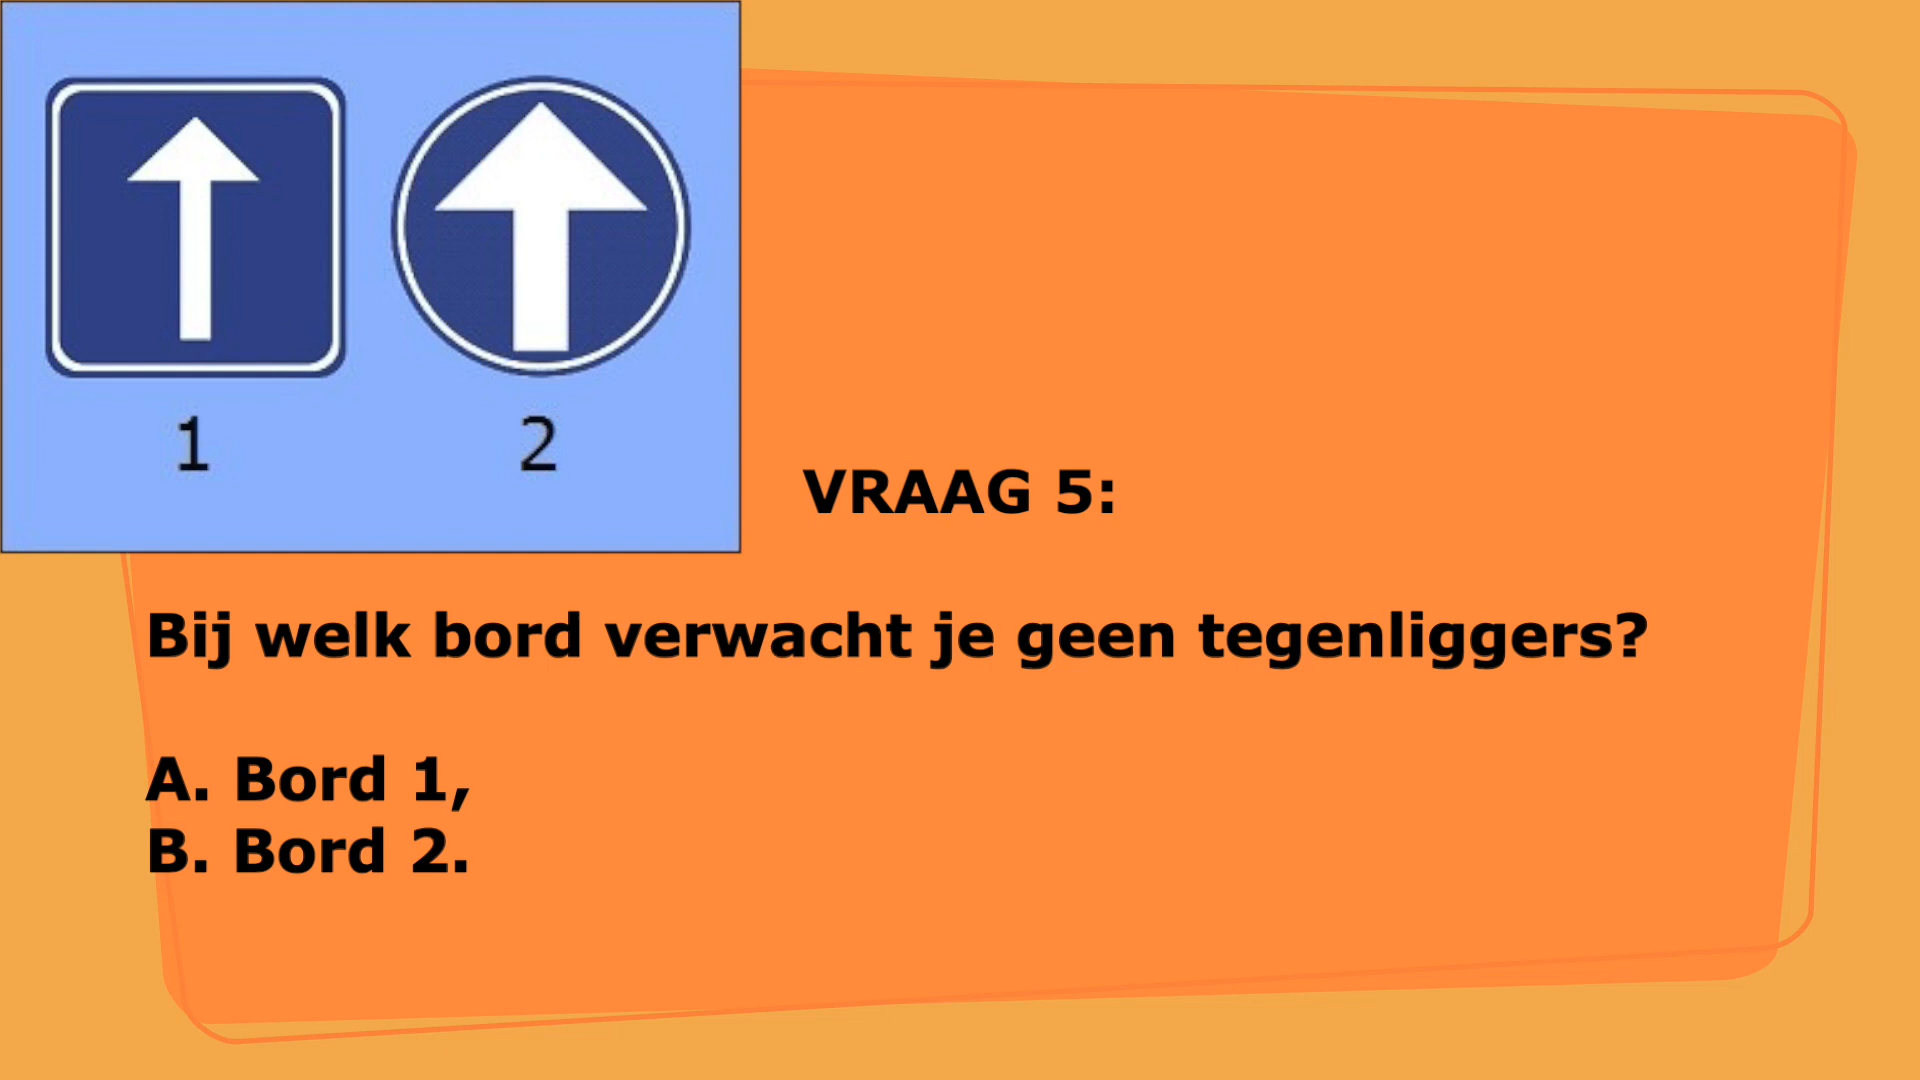 1 2
VRAAG 5:
Bij welk bord verwacht je geen tegenliggers?
A. Bord 1,
B. Bord 2.